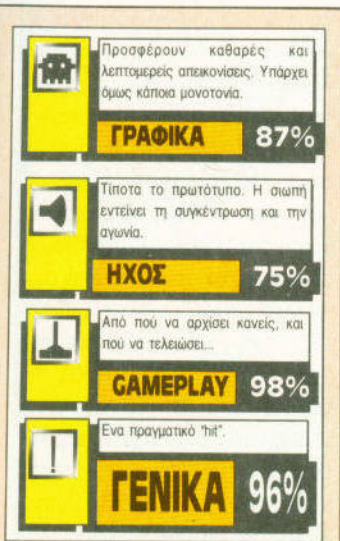 Προσφέρουν καθαρές και
λεπτομερείς απεικονίσεις. Υπάρχει
όμως κάποια μονοτονία.
ΓΡΑΦΙΚΑ 87%
Τίποτα το πρωτότυπο. Η σιωπή
εντείνει τη συγκέντρωση και την
αγωνία.
ΗΧΟΣ 75%
Από πού να αρχίσει κανείς, και
πού να τελειώσει...
GAMEPLAY 98%
Ενα πραγματικό "hit".
ΓΕΝΙΚΑ 96%